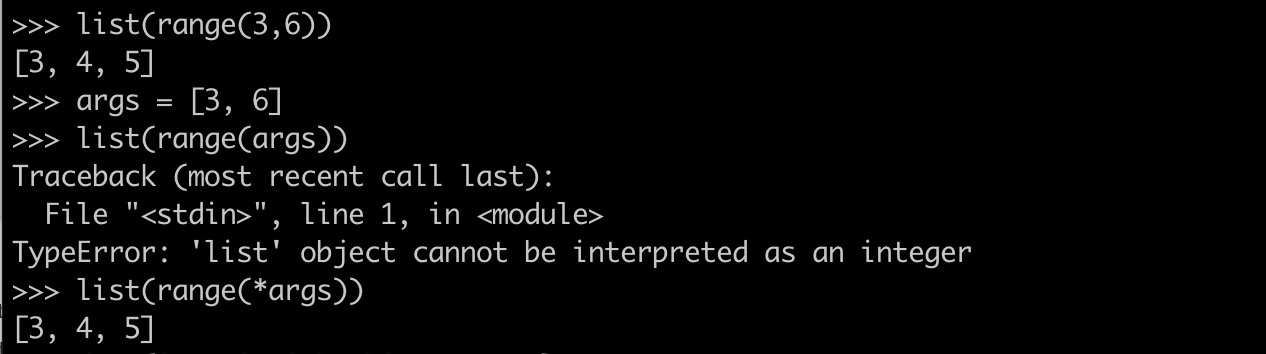 >>> list(range(3,6))
[3, 4, 5]
>>> args = [3, 6]
>>> list(range(args))
Traceback (most recent call last):
  File "<stdin>", line 1, in <module>
TypeError: 'list' object cannot be interpreted as an integer
>>> list(range(*args))
[3, 4, 5]